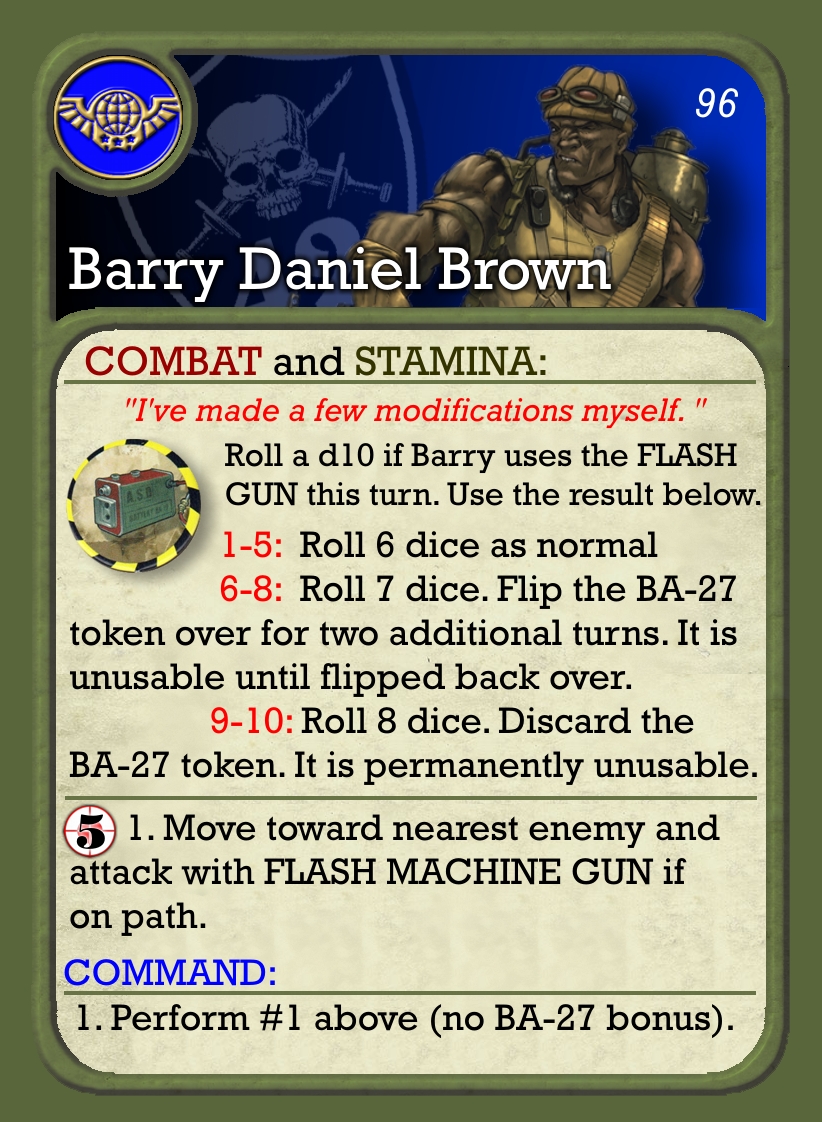 96
Barry Daniel Brown
COMBAT and STAMINA:
"I've made a few modifications myself. "
Roll a d10 if Barry uses the FLASH
GUN this turn. Use the result below.
A.S.D.
BATTERY BA-27
1-5: Roll 6 dice as normal
6-8: Roll 7 dice. Flip the BA-27
token over for two additional turns. It is
unusable until flipped back over.
9-10: Roll 8 dice. Discard the
BA-27 token. It is permanently unusable.
5 1. Move toward nearest enemy and
attack with FLASH MACHINE GUN if
on path.
COMMAND:
1. Perform #1 above (no BA-27 bonus).